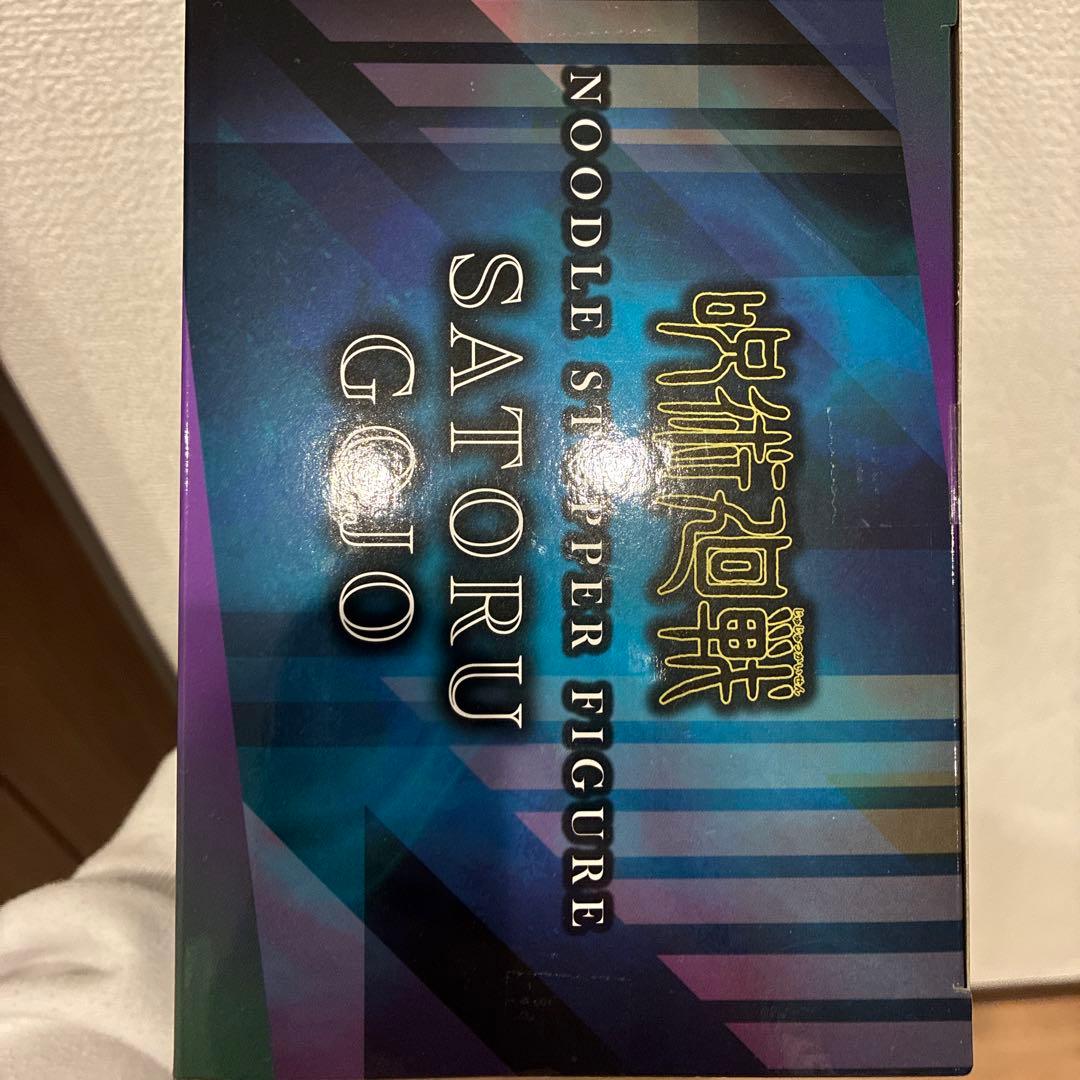 呪術廻戦
NOODLE STOPPER FIGURE
SATORU
GOJO